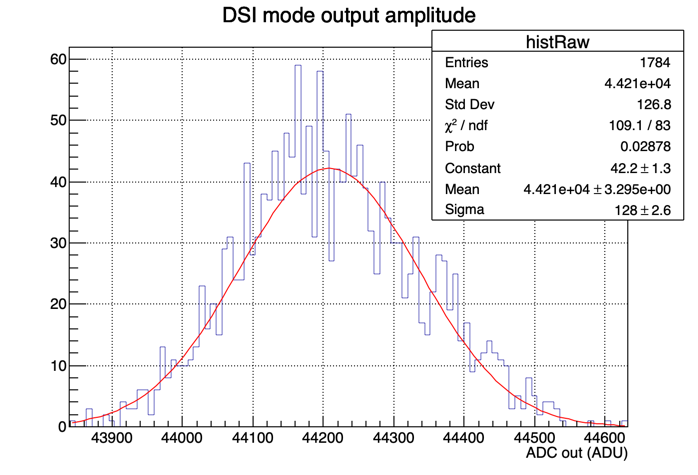 DSI mode output amplitude
histRaw
Entries 1784
Mean 4.421e+04
Std Dev 126.8
χ² / ndf 109.1 / 83
Prob 0.02878
Constant 42.2 ± 1.3
Mean 4.421e+04 ± 3.295e+00
Sigma 128 ± 2.6
60
50
40
30
20
10
0
43900 44000 44100 44200 44300 44400 44500 44600
ADC out (ADU)